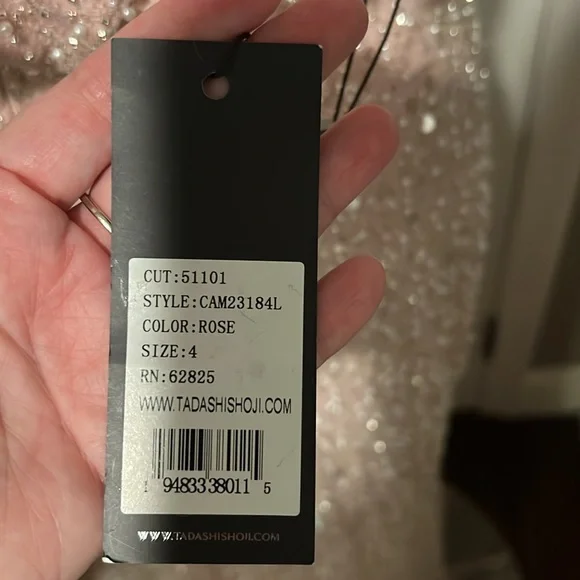 CUT:51101
STYLE:CAM23184L
COLOR:ROSE
SIZE:4
RN:62825
WWW.TADASHISHOJI.COM
1 94833 38011 5
WWW.TADASHISHOJI.COM